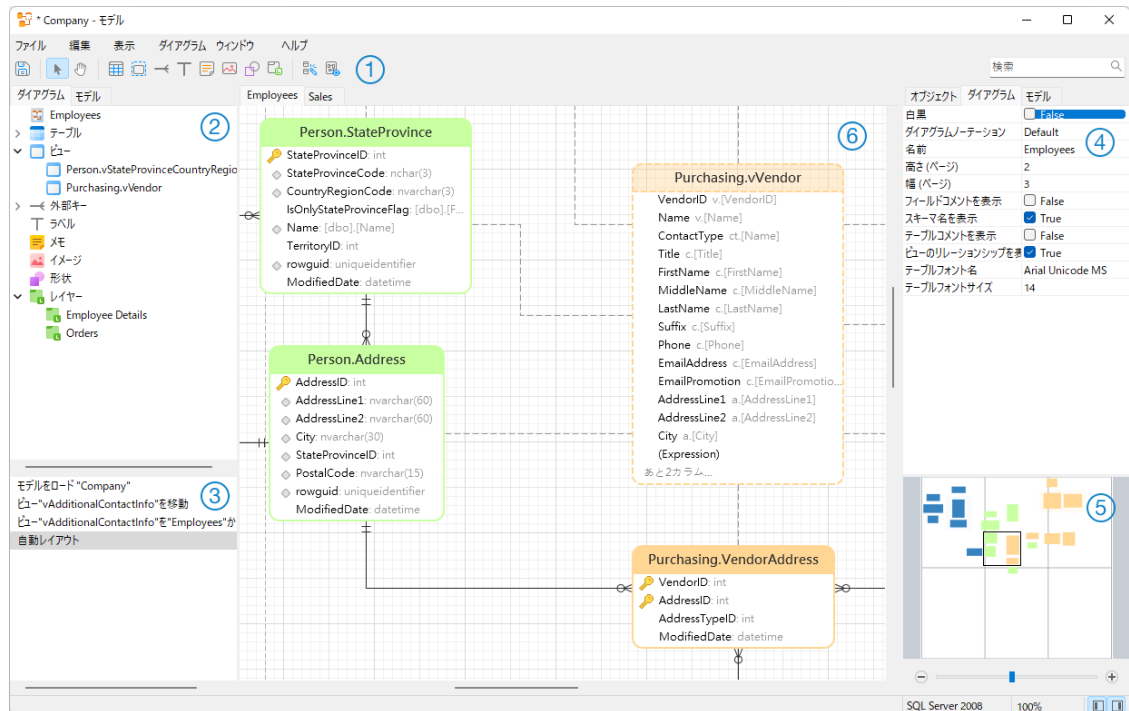 * Company - モデル
ファイル 編集 表示 ダイアグラム ウィンドウ ヘルプ
1
検索
ダイアグラム モデル
Employees
テーブル
ビュー
Person.vStateProvinceCountryRegio
Purchasing.vVendor
外部キー
ラベル
メモ
イメージ
形状
レイヤー
Employee Details
Orders
2
モデルをロード "Company"
ビュー"vAdditionalContactInfo"を移動
ビュー"vAdditionalContactInfo"を"Employees"か
自動レイアウト
3
Employees Sales
Person.StateProvince
StateProvinceID: int
StateProvinceCode: nchar(3)
CountryRegionCode: nvarchar(3)
IsOnlyStateProvinceFlag: [dbo].[F...
Name: [dbo].[Name]
TerritoryID: int
rowguid: uniqueidentifier
ModifiedDate: datetime
Person.Address
AddressID: int
AddressLine1: nvarchar(60)
AddressLine2: nvarchar(60)
City: nvarchar(30)
StateProvinceID: int
PostalCode: nvarchar(15)
rowguid: uniqueidentifier
ModifiedDate: datetime
6
Purchasing.vVendor
VendorID v.[VendorID]
Name v.[Name]
ContactType ct.[Name]
Title c.[Title]
FirstName c.[FirstName]
MiddleName c.[MiddleName]
LastName c.[LastName]
Suffix c.[Suffix]
Phone c.[Phone]
EmailAddress c.[EmailAddress]
EmailPromotion c.[EmailPromotio...
AddressLine1 a.[AddressLine1]
AddressLine2 a.[AddressLine2]
City a.[City]
(Expression)
あと2カラム...
Purchasing.VendorAddress
VendorID: int
AddressID: int
AddressTypeID: int
ModifiedDate: datetime
オブジェクト ダイアグラム モデル
白黒 False
ダイアグラムノーテーション Default
名前 Employees
高さ (ページ) 2
幅 (ページ) 3
フィールドコメントを表示 False
スキーマ名を表示 True
テーブルコメントを表示 False
ビューのリレーションシップを表 True
テーブルフォント名 Arial Unicode MS
テーブルフォントサイズ 14
4
5
SQL Server 2008 100%